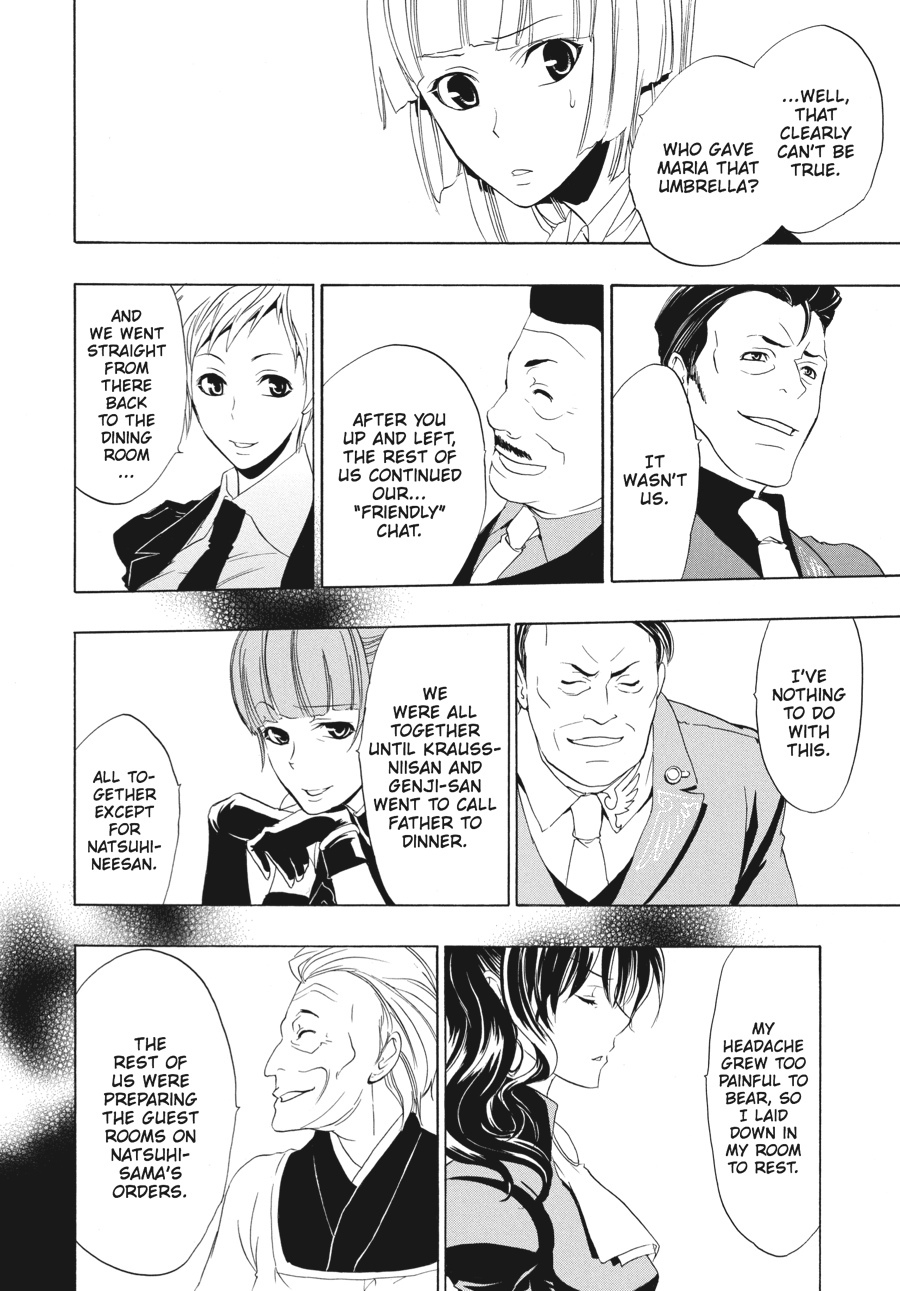 ...WELL,
THAT
CLEARLY
CAN'T BE
TRUE.
WHO GAVE
MARIA THAT
UMBRELLA?
IT
WASN'T
US.
AFTER YOU
UP AND LEFT,
THE REST OF
US CONTINUED
OUR...
"FRIENDLY"
CHAT.
AND
WE WENT
STRAIGHT
FROM
THERE
BACK
TO THE
DINING
ROOM
...
I'VE
NOTHING
TO DO
WITH
THIS.
WE
WERE ALL
TOGETHER
UNTIL KRAUSS-
NIISAN AND
GENJI-SAN
WENT TO CALL
FATHER TO
DINNER.
ALL TO-
GETHER
EXCEPT
FOR
NATSUHI-
NEESAN.
MY
HEADACHE
GREW TOO
PAINFUL TO
BEAR, SO
I LAID
DOWN IN
MY ROOM
TO REST.
THE
REST OF
US WERE
PREPARING
THE GUEST
ROOMS ON
NATSUHI-
SAMA'S
ORDERS.